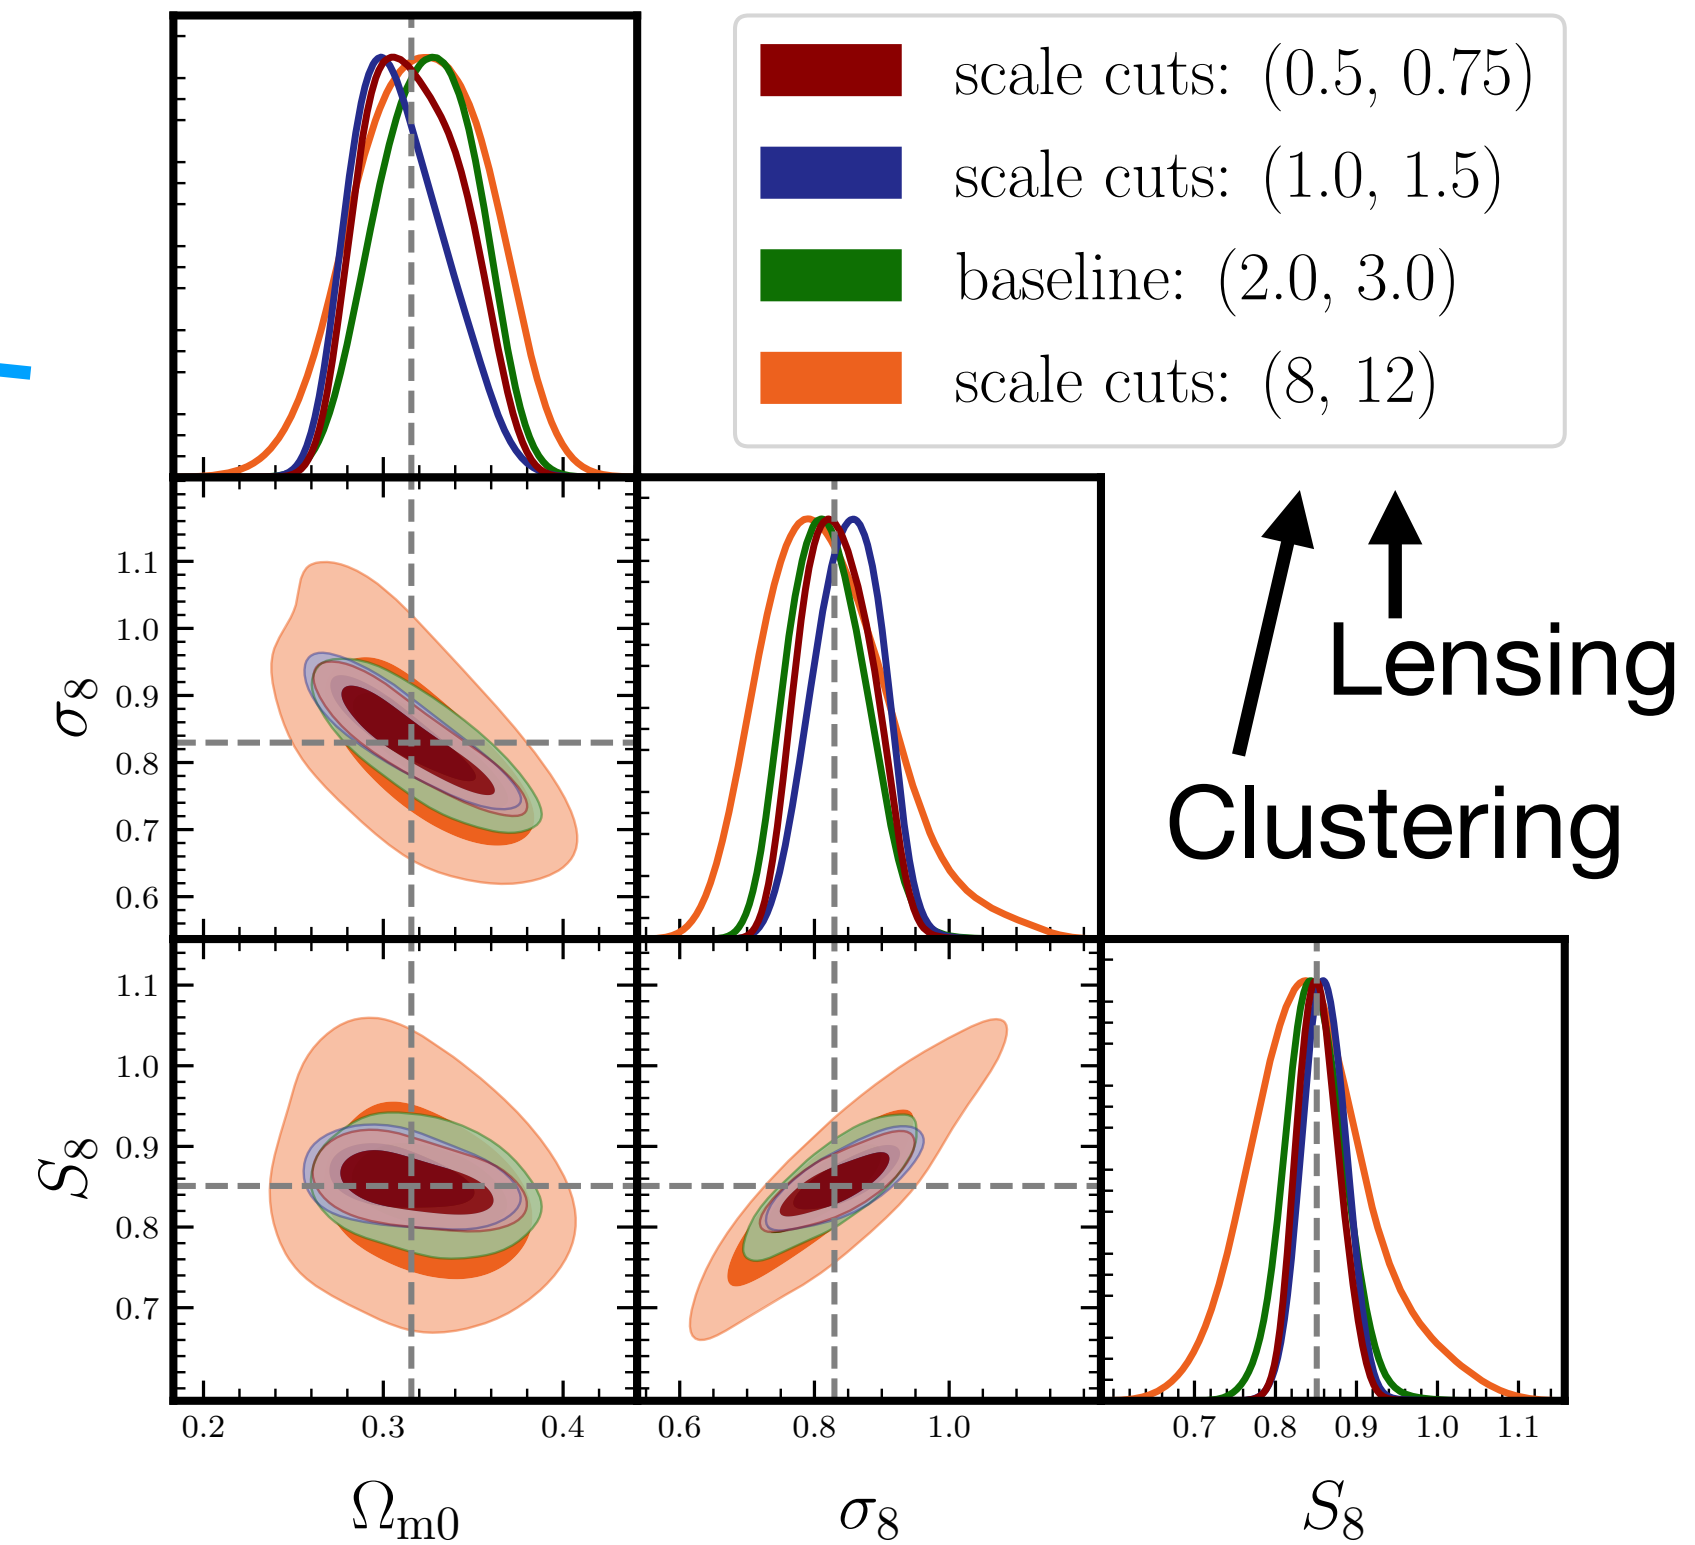 scale cuts: (0.5, 0.75)
scale cuts: (1.0, 1.5)
baseline: (2.0, 3.0)
scale cuts: (8, 12)
Lensing
Clustering
σ₈
1.1
1.0
0.9
0.8
0.7
0.6
S₈
1.1
1.0
0.9
0.8
0.7
0.2 0.3 0.4
0.6 0.8 1.0
0.7 0.8 0.9 1.0 1.1
Ωₘ₀
σ₈
S₈